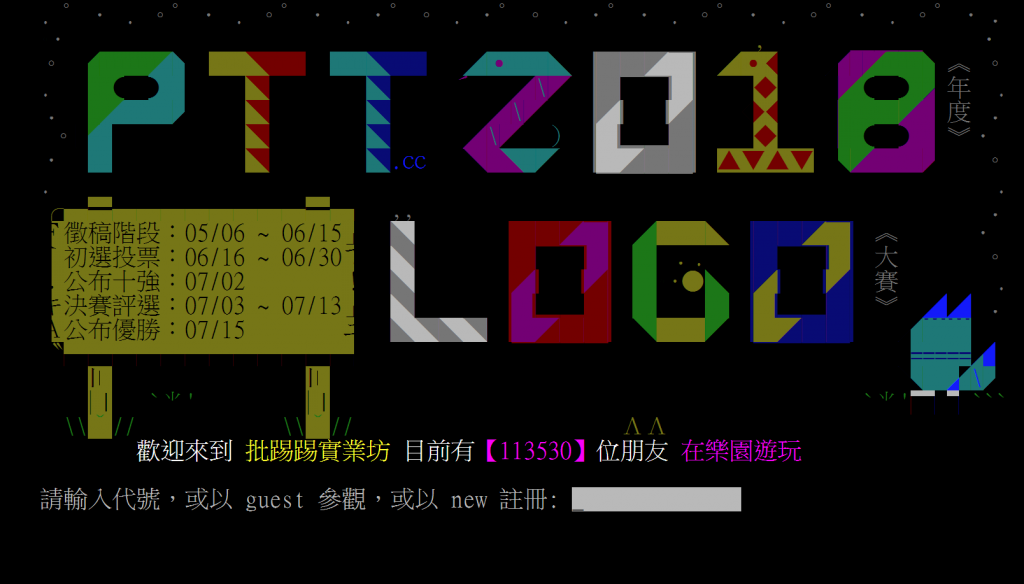 PTT2018
.CC
《年度》
徵稿階段：05/06 ~ 06/15
初選投票：06/16 ~ 06/30
公布十強：07/02
決賽評選：07/03 ~ 07/13
公布優勝：07/15
LOGO
《大賽》
歡迎來到 批踢踢實業坊 目前有【113530】位朋友 在樂園遊玩
請輸入代號，或以 guest 參觀，或以 new 註冊: